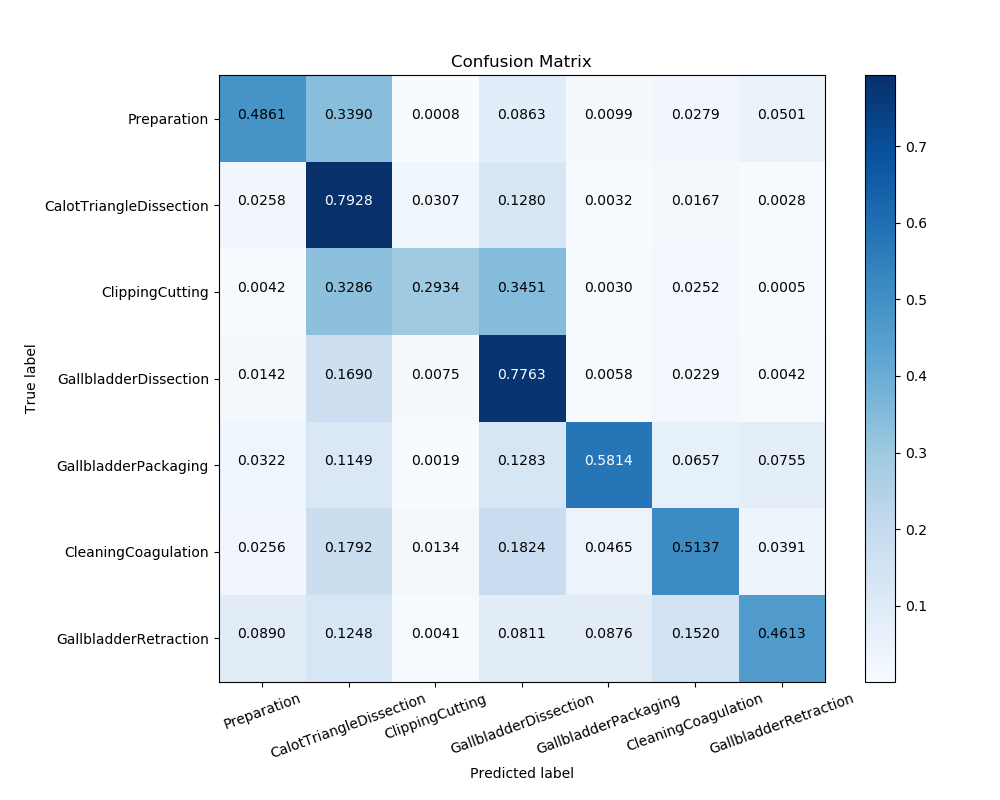 Confusion Matrix
True label
Preparation 0.4861 0.3390 0.0008 0.0863 0.0099 0.0279 0.0501
CalotTriangleDissection 0.0258 0.7928 0.0307 0.1280 0.0032 0.0167 0.0028
ClippingCutting 0.0042 0.3286 0.2934 0.3451 0.0030 0.0252 0.0005
GallbladderDissection 0.0142 0.1690 0.0075 0.7763 0.0058 0.0229 0.0042
GallbladderPackaging 0.0322 0.1149 0.0019 0.1283 0.5814 0.0657 0.0755
CleaningCoagulation 0.0256 0.1792 0.0134 0.1824 0.0465 0.5137 0.0391
GallbladderRetraction 0.0890 0.1248 0.0041 0.0811 0.0876 0.1520 0.4613
Preparation CalotTriangleDissection ClippingCutting GallbladderDissection GallbladderPackaging CleaningCoagulation GallbladderRetraction
Predicted label
0.7
0.6
0.5
0.4
0.3
0.2
0.1